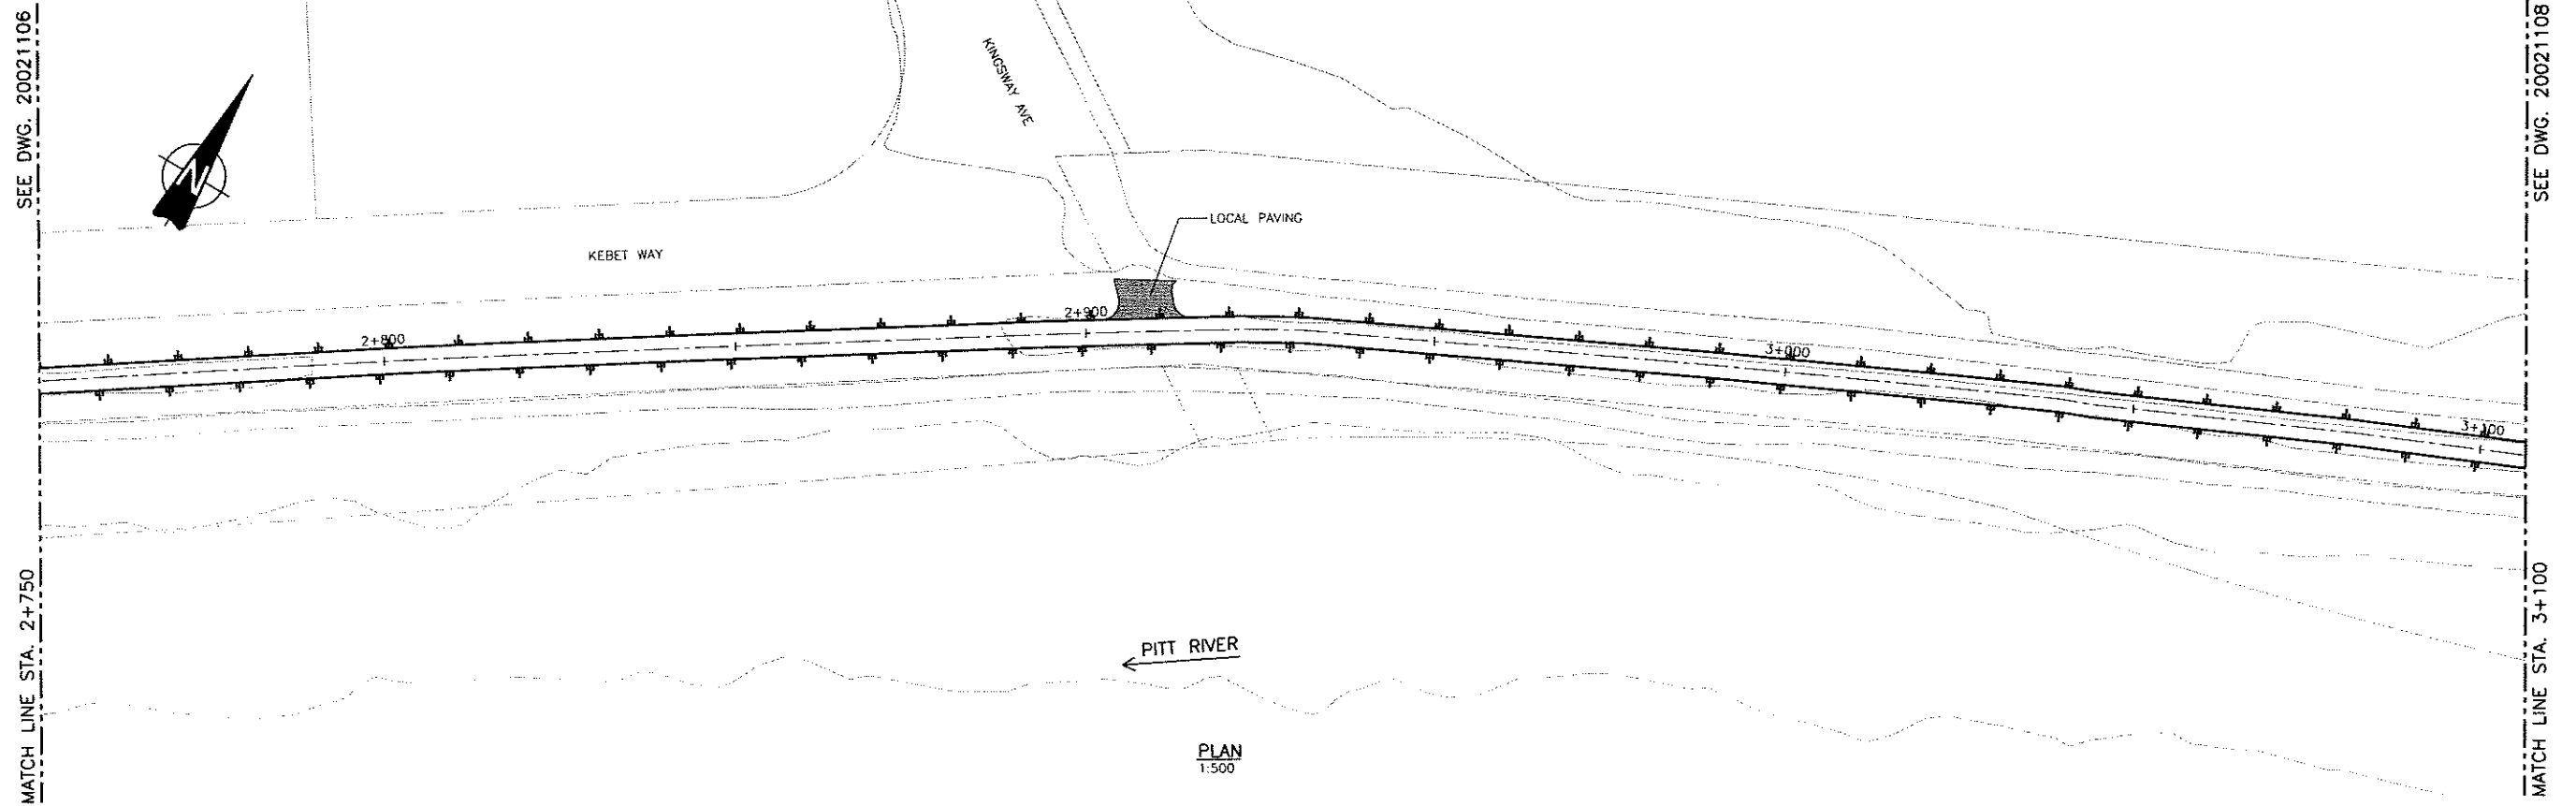 SEE DWG. 20021106
KINGSWAY AVE
SEE DWG. 20021108
N
LOCAL PAVING
KEBET WAY
2+900
2+800
3+000
3+100
MATCH LINE STA. 2+750
PITT RIVER
MATCH LINE STA. 3+100
PLAN
1:500